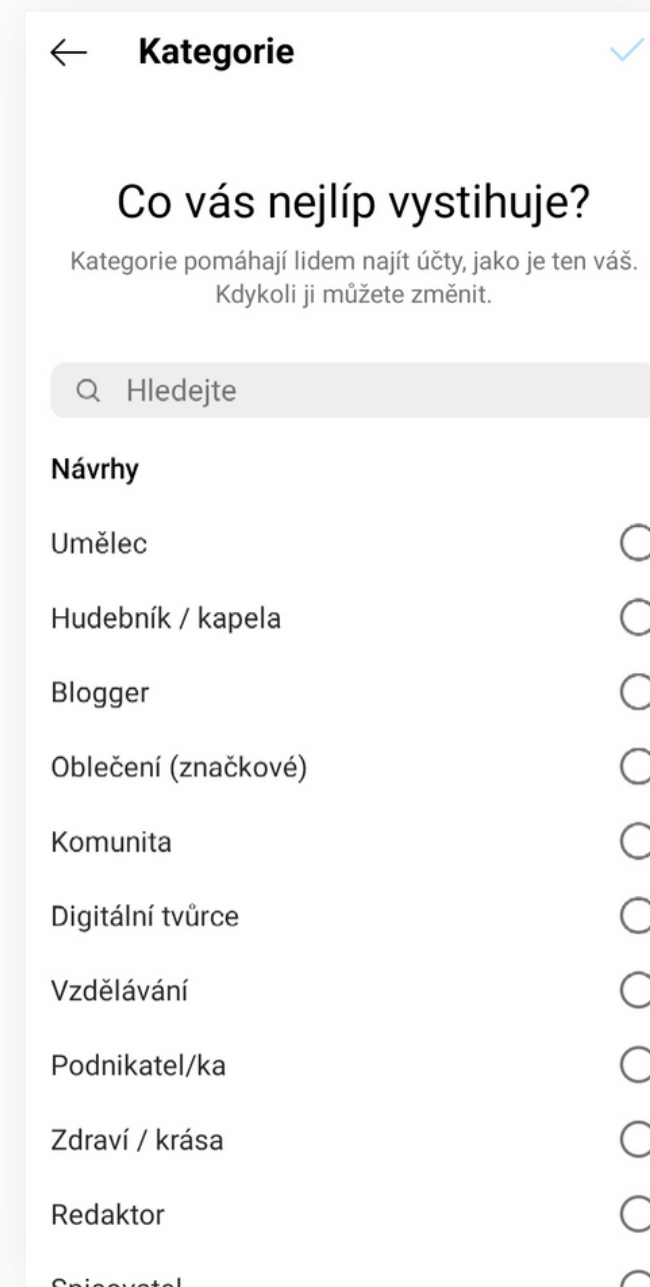 Kategorie
Co vás nejlíp vystihuje?
Kategorie pomáhají lidem najít účty, jako je ten váš.
Kdykoli ji můžete změnit.
Hledejte
Návrhy
Umělec
Hudebník / kapela
Blogger
Oblečení (značkové)
Komunita
Digitální tvůrce
Vzdělávání
Podnikatel/ka
Zdraví / krása
Redaktor